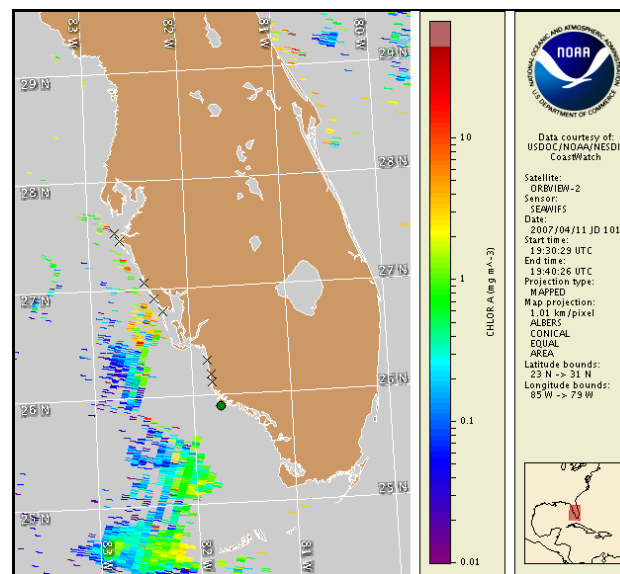 83 W
82 W
81 W
80 W
29 N
29 N
28 N
28 N
27 N
27 N
26 N
26 N
25 N
25 N
83 W
82 W
81 W
10
1
0.1
0.01
CHLOR A (mg m^-3)
NATIONAL OCEANIC AND ATMOSPHERIC ADMINISTRATION
NOAA
U.S. DEPARTMENT OF COMMERCE
Data courtesy of:
USDOC/NOAA/NESDI
CoastWatch
Satellite:
ORBVIEW-2
Sensor:
SEAWIFS
Date:
2007/04/11 JD 101
Start time:
19:30:29 UTC
End time:
19:40:26 UTC
Projection type:
MAPPED
Map projection:
1.01 km/pixel
ALBERS
CONICAL
EQUAL
AREA
Latitude bounds:
23 N -> 31 N
Longitude bounds:
85 W -> 79 W